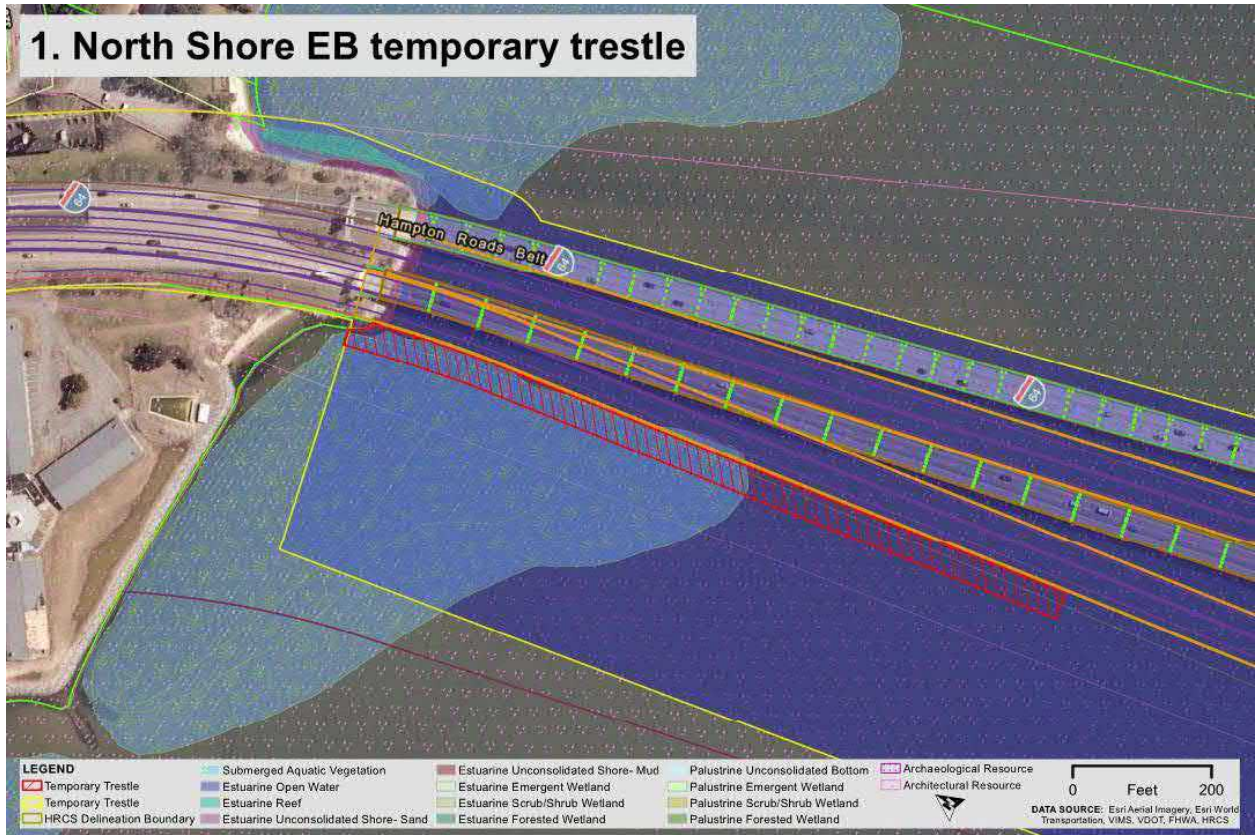 1. North Shore EB temporary trestle
64
Hampton Roads Belt
64
64
LEGEND
Temporary Trestle
Temporary Trestle
HRCS Delineation Boundary
Submerged Aquatic Vegetation
Estuarine Open Water
Estuarine Reef
Estuarine Unconsolidated Shore- Sand
Estuarine Unconsolidated Shore- Mud
Estuarine Emergent Wetland
Estuarine Scrub/Shrub Wetland
Estuarine Forested Wetland
Palustrine Unconsolidated Bottom
Palustrine Emergent Wetland
Palustrine Scrub/Shrub Wetland
Palustrine Forested Wetland
Archaeological Resource
Architectural Resource
0 Feet 200
DATA SOURCE: Esri Aerial Imagery, Esri World
Transportation, VIMS, VDOT, FHWA, HRCS